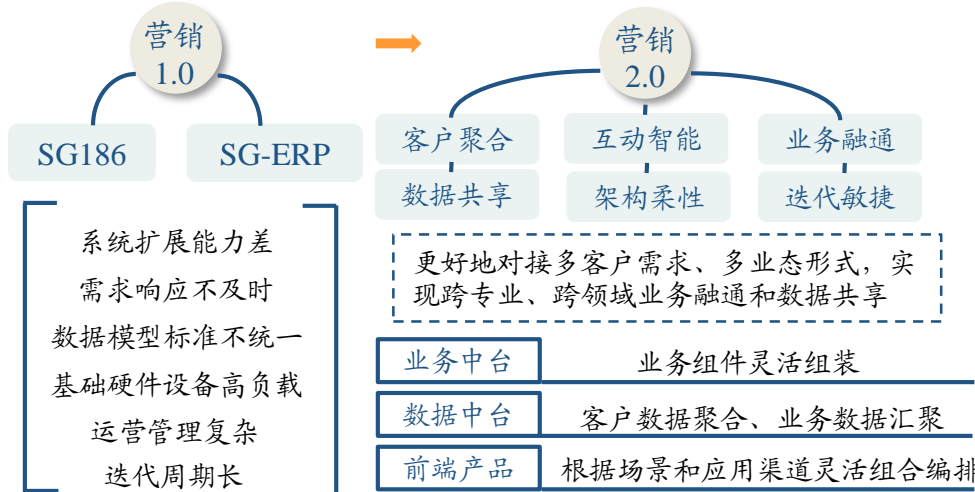 营销
1.0
SG186
SG-ERP
系统扩展能力差
需求响应不及时
数据模型标准不统一
基础硬件设备高负载
运营管理复杂
迭代周期长
营销
2.0
客户聚合
互动智能
业务融通
数据共享
架构柔性
迭代敏捷
更好地对接多客户需求、多业态形式，实
现跨专业、跨领域业务融通和数据共享
业务中台
业务组件灵活组装
数据中台
客户数据聚合、业务数据汇聚
前端产品
根据场景和应用渠道灵活组合编排